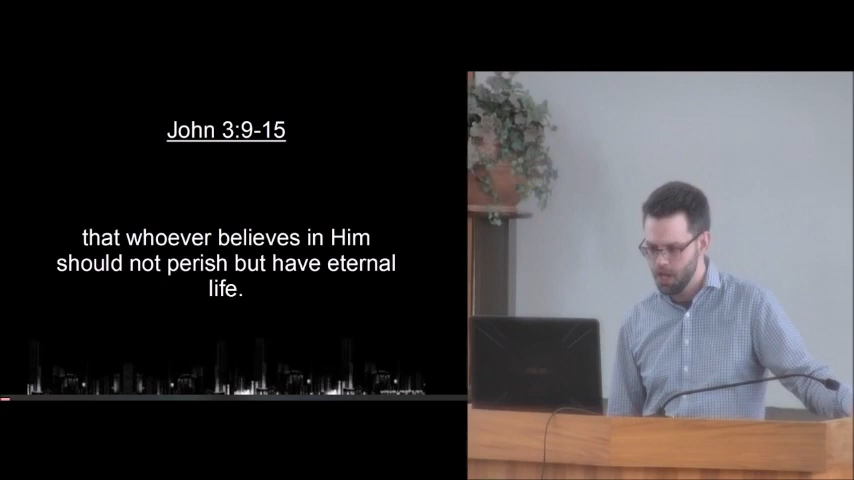 John 3:9-15
that whoever believes in Him
should not perish but have eternal
life.